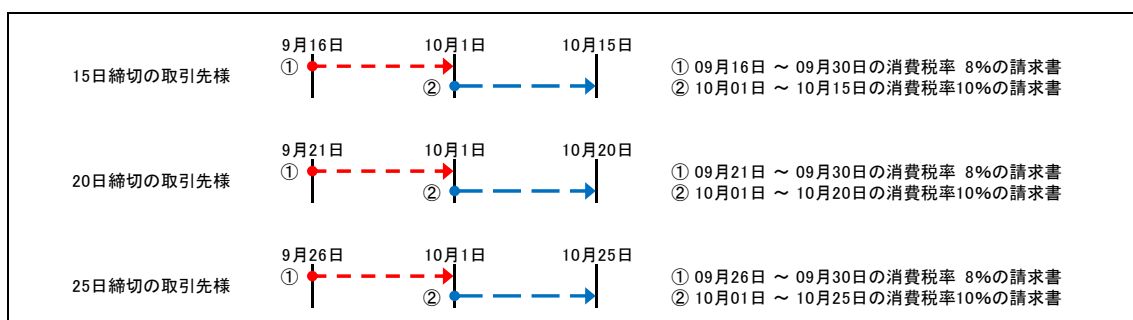 9月16日 10月1日 10月15日
15日締切の取引先様
①
②
① 09月16日 ～ 09月30日の消費税率 8%の請求書
② 10月01日 ～ 10月15日の消費税率10%の請求書
9月21日 10月1日 10月20日
20日締切の取引先様
①
②
① 09月21日 ～ 09月30日の消費税率 8%の請求書
② 10月01日 ～ 10月20日の消費税率10%の請求書
9月26日 10月1日 10月25日
25日締切の取引先様
①
②
① 09月26日 ～ 09月30日の消費税率 8%の請求書
② 10月01日 ～ 10月25日の消費税率10%の請求書